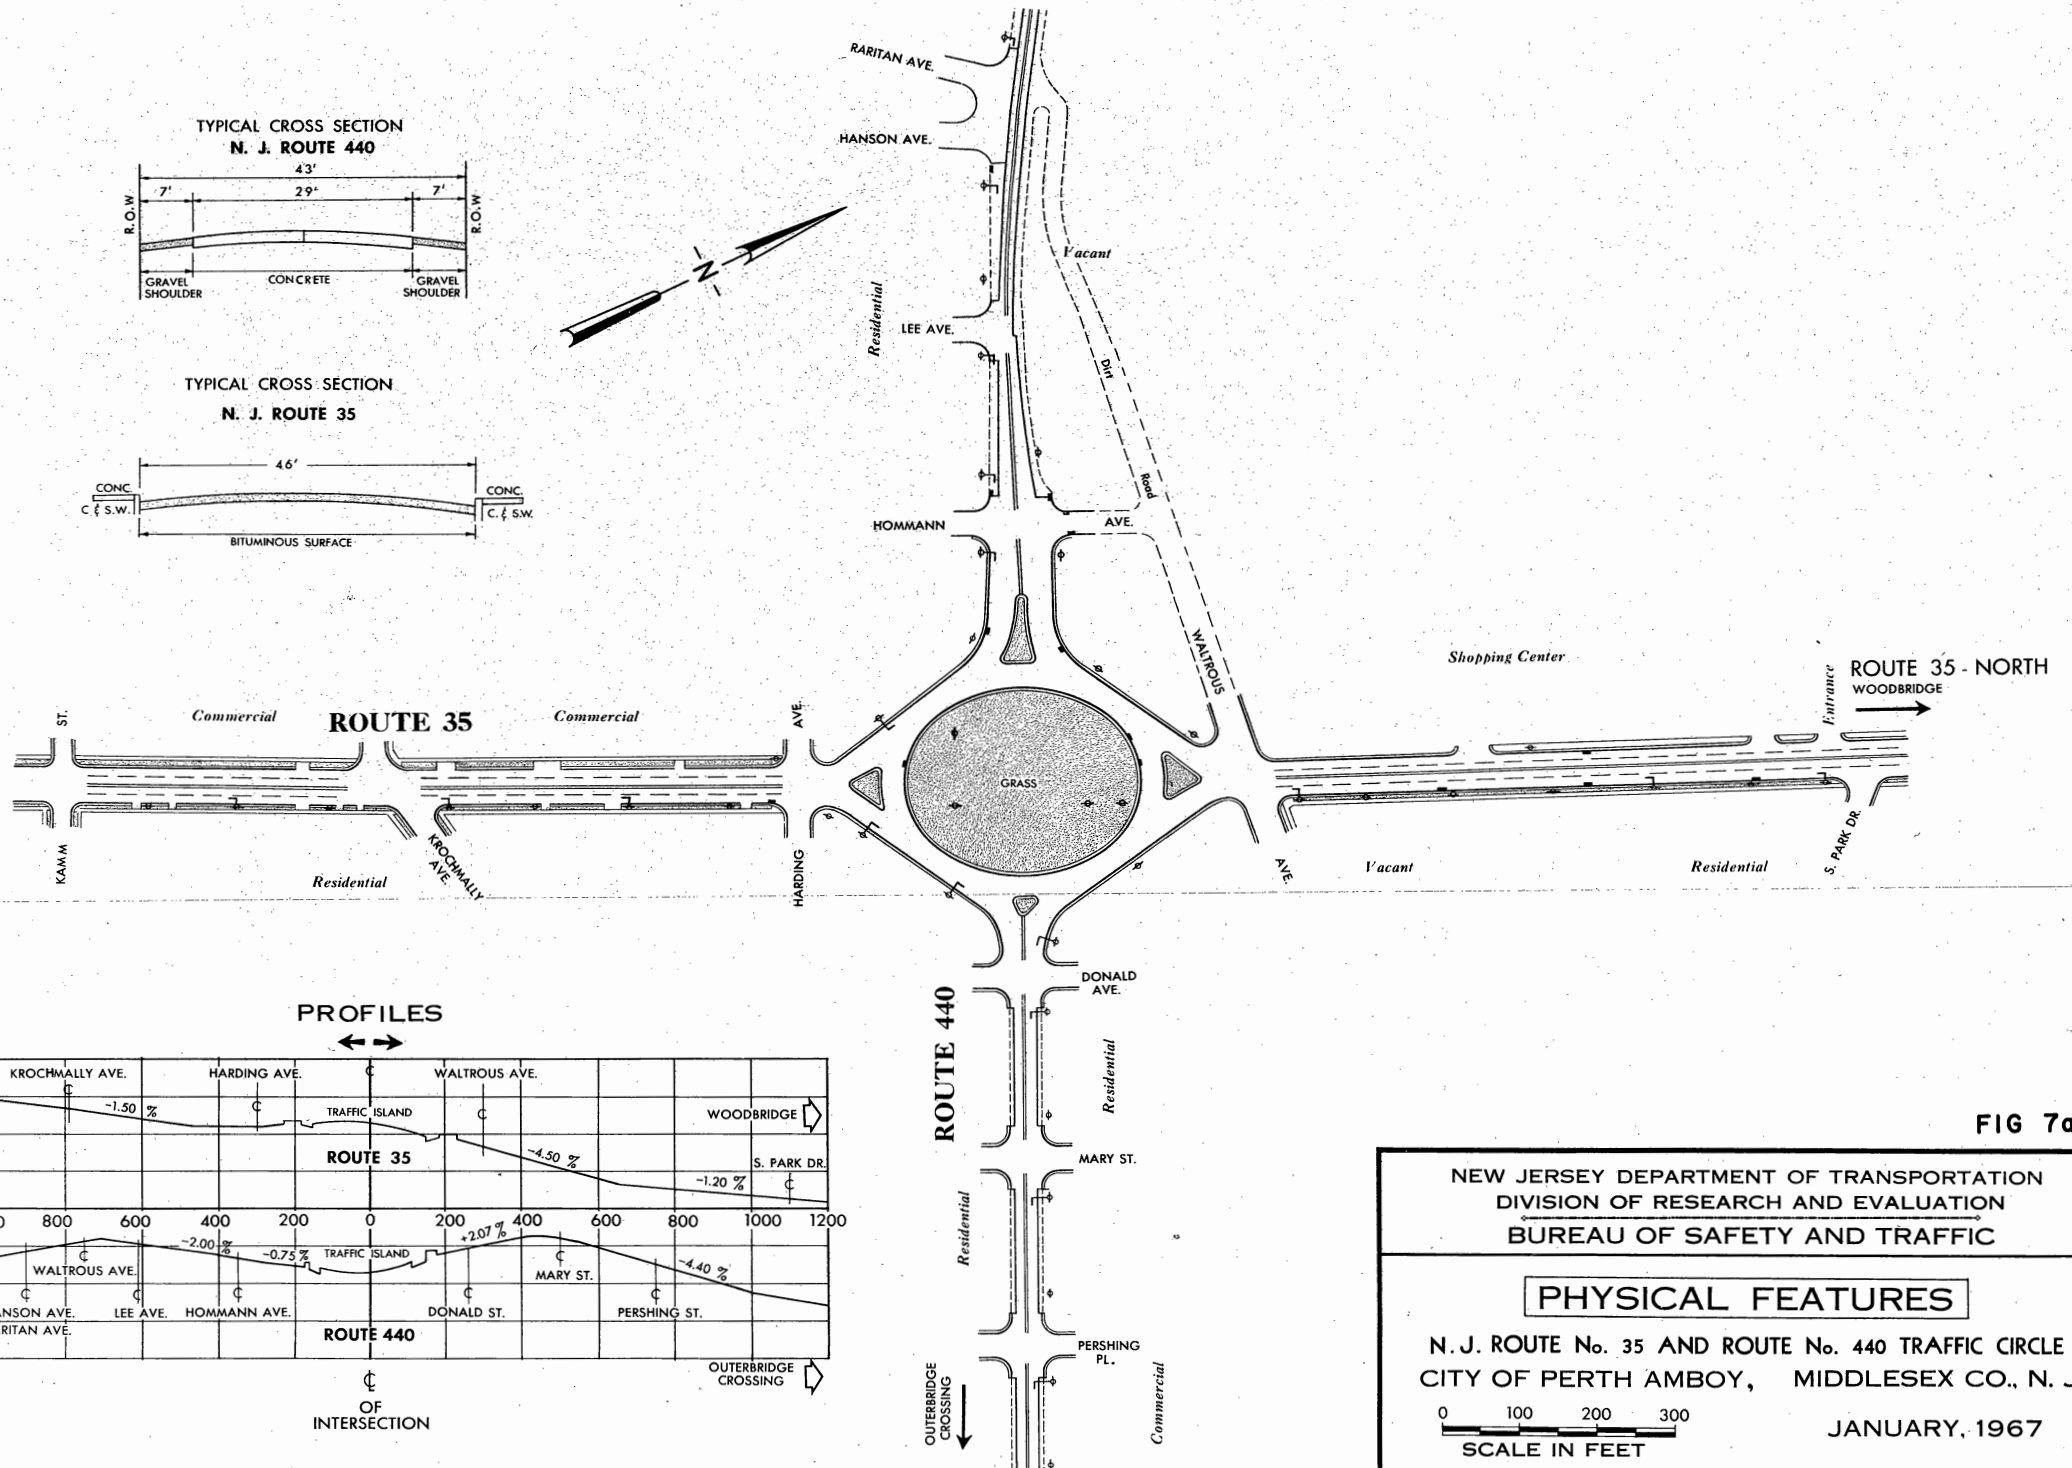 TYPICAL CROSS SECTION
N. J. ROUTE 440
43'
7'
29'
7'
R.O.W
R.O.W
GRAVEL
SHOULDER
CONCRETE
GRAVEL
SHOULDER
TYPICAL CROSS SECTION
N. J. ROUTE 35
46'
CONC.
C. & S.W.
CONC.
C. & S.W.
BITUMINOUS SURFACE
N
RARITAN AVE.
HANSON AVE.
Residential
LEE AVE.
Vacant
Dirt
Road
HOMMANN
AVE.
WALTROUS
AVE.
Shopping Center
Entrance
ROUTE 35 - NORTH
WOODBRIDGE
ST.
KAMM
Commercial
ROUTE 35
Commercial
AVE.
HARDING
KROCHMALLY
AVE.
Residential
GRASS
Vacant
Residential
S. PARK DR.
DONALD
AVE.
ROUTE 440
Residential
MARY ST.
Residential
PERSHING
PL.
OUTERBRIDGE
CROSSING
Commercial
PROFILES
KROCHMALLY AVE.
℄
-1.50 %
HARDING AVE.
℄
℄
TRAFFIC ISLAND
WALTROUS AVE.
℄
WOODBRIDGE
ROUTE 35
-4.50 %
-1.20 %
S. PARK DR.
℄
0 800 600 400 200 0 200 400 600 800 1000 1200
℄
WALTROUS AVE.
-2.00 %
-0.75 %
TRAFFIC ISLAND
+2.07 %
℄
MARY ST.
-4.40 %
℄ ℄ ℄ ℄ ℄
NSON AVE. LEE AVE. HOMMANN AVE. DONALD ST. PERSHING ST.
RITAN AVE.
ROUTE 440
OUTERBRIDGE
CROSSING
℄
OF
INTERSECTION
FIG 7a
NEW JERSEY DEPARTMENT OF TRANSPORTATION
DIVISION OF RESEARCH AND EVALUATION
BUREAU OF SAFETY AND TRAFFIC
PHYSICAL FEATURES
N.J. ROUTE No. 35 AND ROUTE No. 440 TRAFFIC CIRCLE
CITY OF PERTH AMBOY, MIDDLESEX CO., N. J
0 100 200 300
SCALE IN FEET
JANUARY, 1967